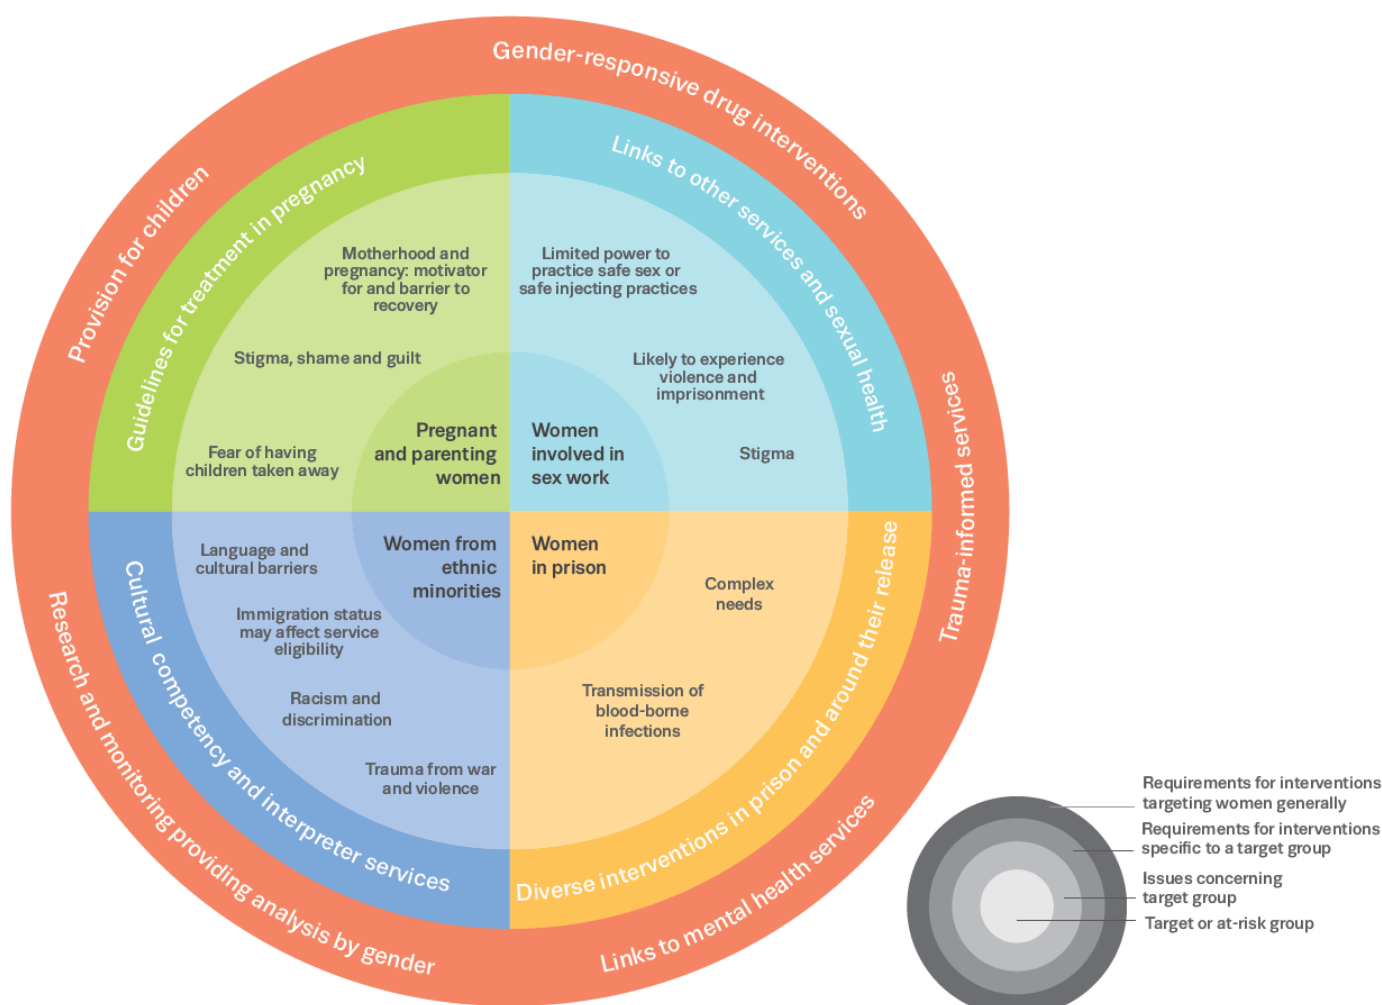 Gender-responsive drug interventions
Provision for children
Trauma-informed services
Research and monitoring providing analysis by gender
Links to mental health services
Guidelines for treatment in pregnancy
Motherhood and
pregnancy: motivator
for and barrier to
recovery
Stigma, shame and guilt
Fear of having
children taken away
Pregnant
and parenting
women
Links to other services and sexual health
Limited power to
practice safe sex or
safe injecting practices
Likely to experience
violence and
imprisonment
Stigma
Women
involved in
sex work
Cultural competency and interpreter services
Women from
ethnic
minorities
Language and
cultural barriers
Immigration status
may affect service
eligibility
Racism and
discrimination
Trauma from war
and violence
Diverse interventions in prison and around their release
Women
in prison
Complex
needs
Transmission of
blood-borne
infections
Requirements for interventions
targeting women generally
Requirements for interventions
specific to a target group
Issues concerning
target group
Target or at-risk group